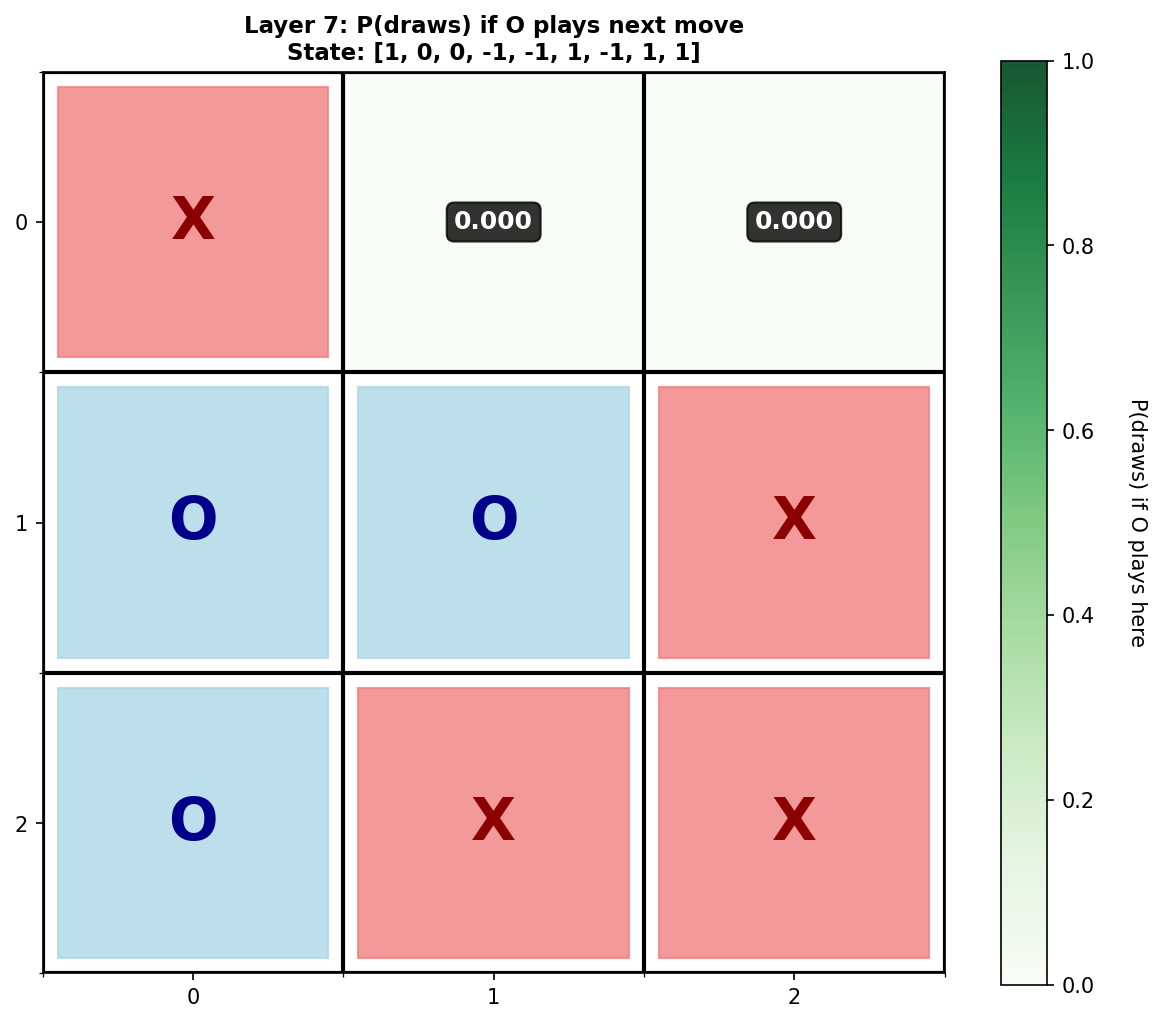 Layer 7: P(draws) if O plays next move
State: [1, 0, 0, -1, -1, 1, -1, 1, 1]
0
X
0.000
0.000
1
O
O
X
2
O
X
X
0
1
2
1.0
0.8
0.6
0.4
0.2
0.0
P(draws) if O plays here